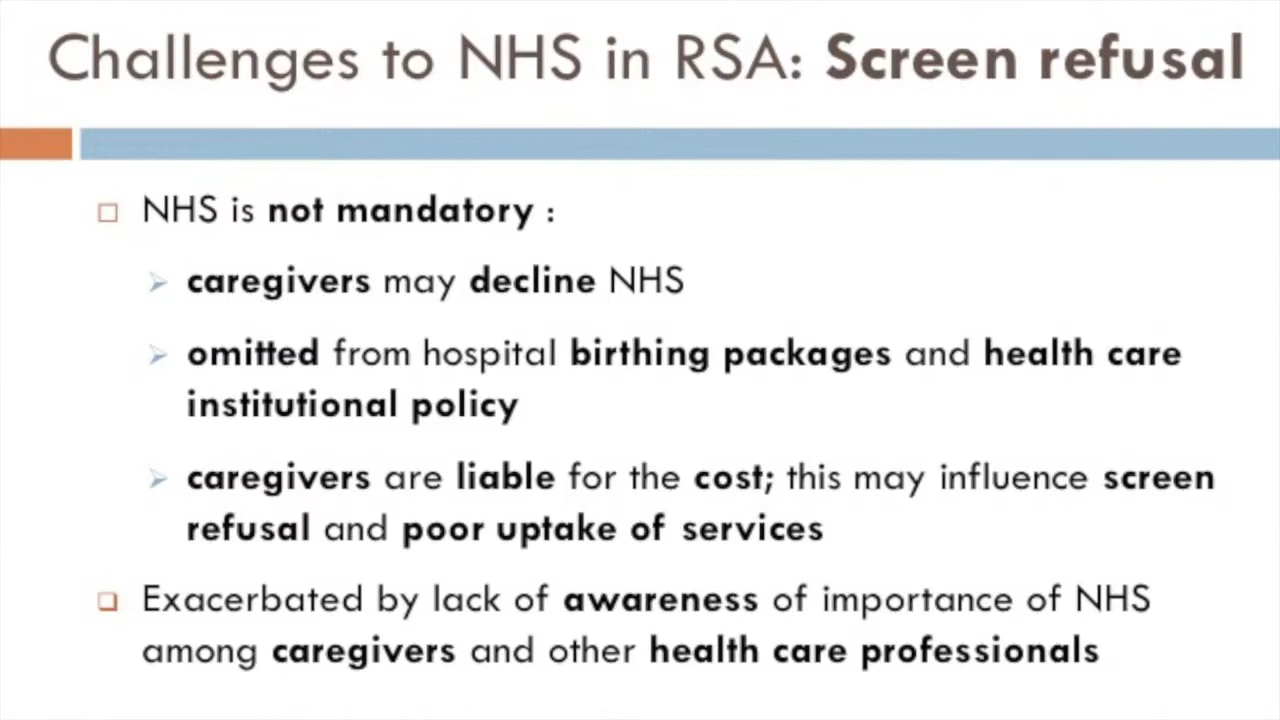 Challenges to NHS in RSA: Screen refusal
NHS is not mandatory :
caregivers may decline NHS
omitted from hospital birthing packages and health care
institutional policy
caregivers are liable for the cost; this may influence screen
refusal and poor uptake of services
Exacerbated by lack of awareness of importance of NHS
among caregivers and other health care professionals